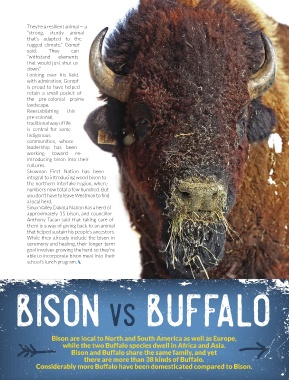 They're a resilient animal — a
"strong, sturdy animal
that's adapted to the
rugged climate," Gompf
said. They can
"withstand elements
that would just shut us
down."
Looking over his field,
with admiration, Gompf
is proud to have helped
retain a small pocket of
the pre-colonial prairie
landscape.
Reestablishing this
pre-colonial,
traditional way of life
is central for some
Indigenous
communities, whose
leadership has been
working toward re-
introducing bison into their
cultures.
Skownan First Nation has been
integral to introducing wood bison to
the northern Interlake region, where
numbers now total a few hundred. But
you don't have to leave Westman to find
a local herd.
Sioux Valley Dakota Nation has a herd of
approximately 35 bison, and councillor
Anthony Tacan said that taking care of
them is a way of giving back to an animal
that helped sustain his people's ancestors.
While they already include the bison in
ceremony and healing, their longer term
goal involves growing the herd so they're
able to incorporate bison meat into their
school's lunch program.
BISON VS BUFFALO
Bison are local to North and South America as well as Europe,
while the two Buffalo species dwell in Africa and Asia.
Bison and Buffalo share the same family, and yet
there are more than 38 kinds of Buffalo.
Considerably more Buffalo have been domesticated compared to Bison.